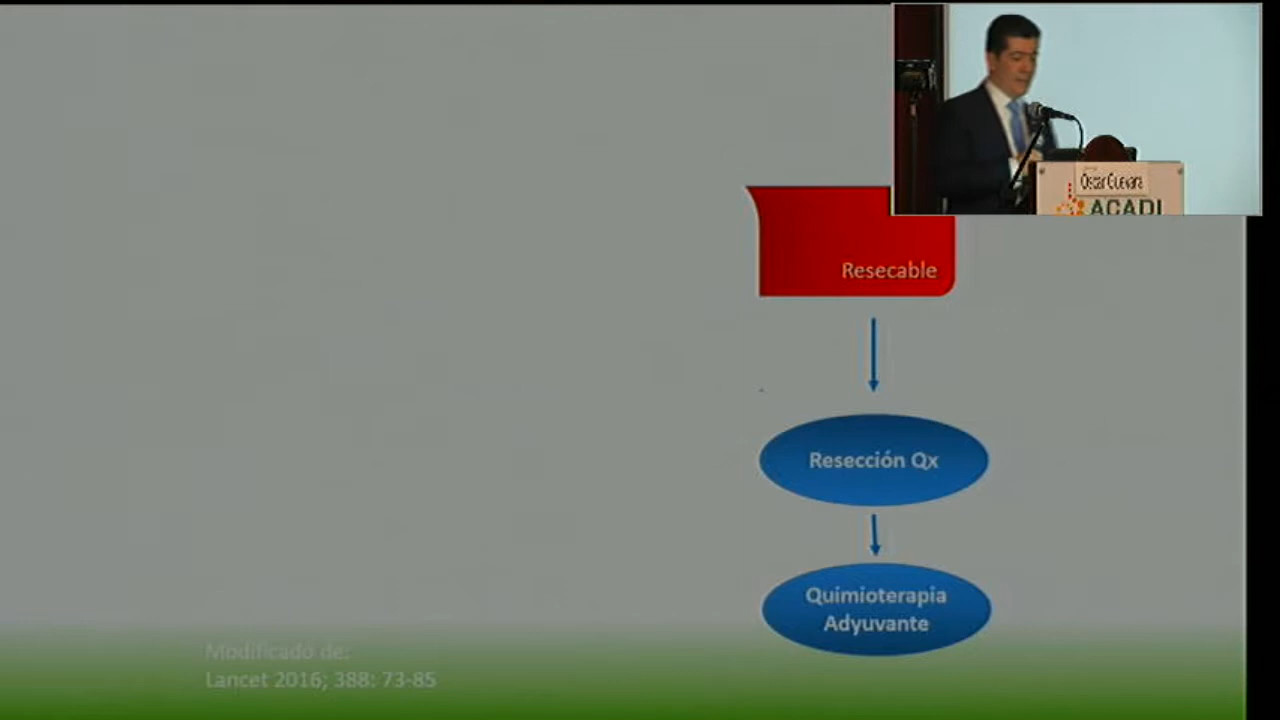 Oscar Guevara
ACADI
Resecable
Resección Qx
Quimioterapia
Adyuvante
Modificado de:
Lancet 2016; 388: 73-85